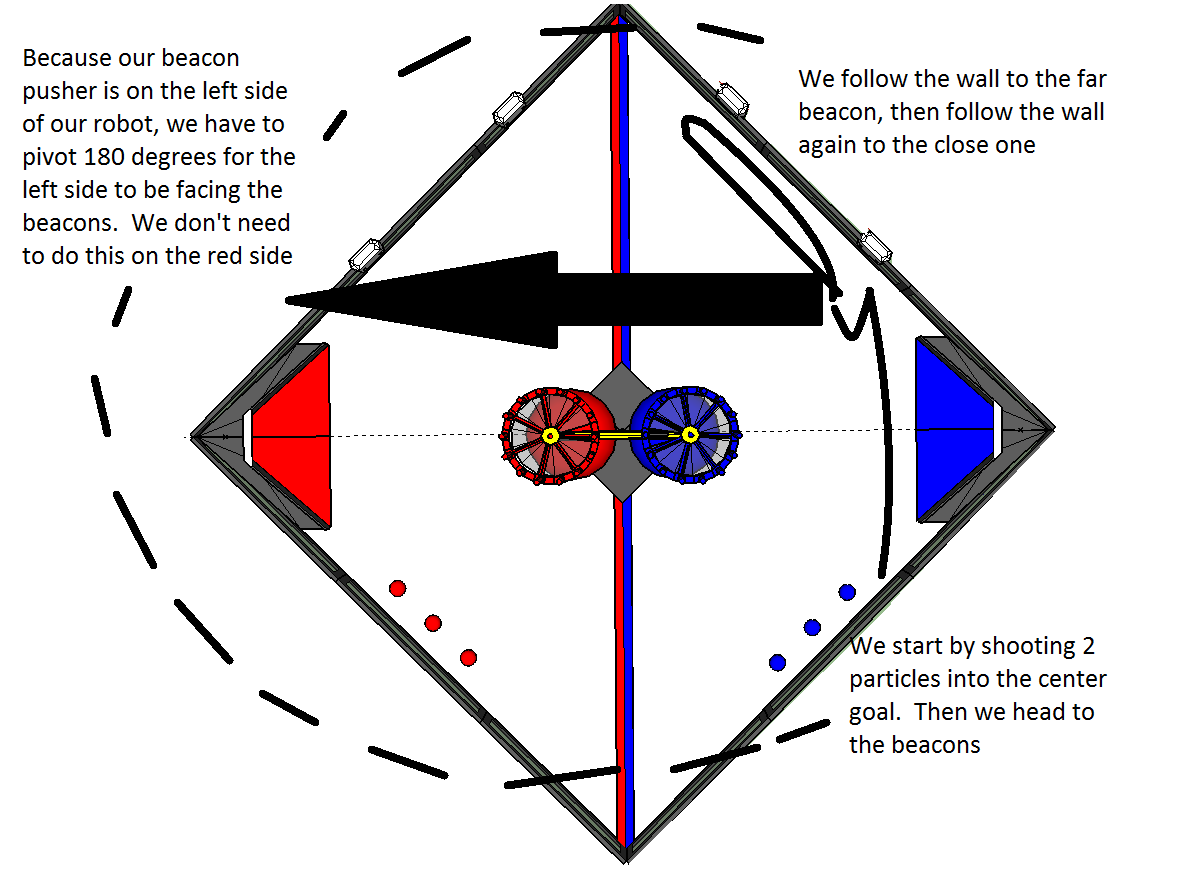 Because our beacon
pusher is on the left side
of our robot, we have to
pivot 180 degrees for the
left side to be facing the
beacons.  We don't need
to do this on the red side
We follow the wall to the far
beacon, then follow the wall
again to the close one
We start by shooting 2
particles into the center
goal.  Then we head to
the beacons